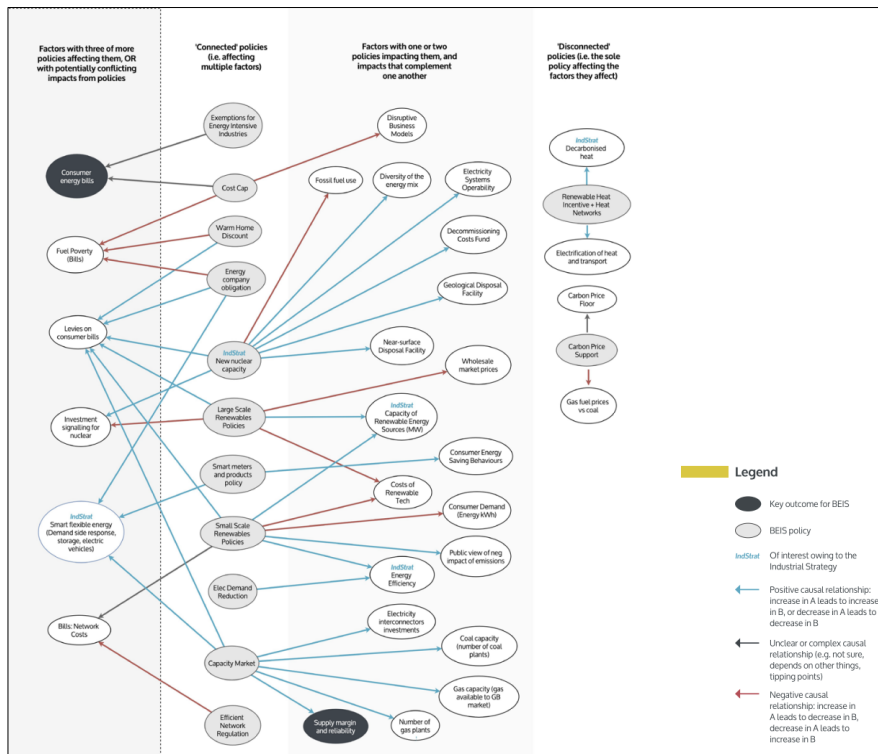 Factors with three of more
policies affecting them, OR
with potentially conflicting
impacts from policies
'Connected' policies
(i.e. affecting
multiple factors)
Factors with one or two
policies impacting them, and
impacts that complement
one another
'Disconnected'
policies (i.e. the sole
policy affecting the
factors they affect)
Consumer
energy bills
Fuel Poverty
(Bills)
Levies on
consumer bills
Investment
signalling for
nuclear
IndStrat
Smart flexible energy
(Demand side response,
storage, electric
vehicles)
Bills: Network
Costs
Exemptions for
Energy Intensive
Industries
Cost Cap
Warm Home
Discount
Energy
company
obligation
IndStrat
New nuclear
capacity
Large Scale
Renewables
Policies
Smart meters
and products
policy
Small Scale
Renewables
Policies
Elec Demand
Reduction
Capacity Market
Efficient
Network
Regulation
Disruptive
Business
Models
Fossil fuel use
Diversity of the
energy mix
Electricity
Systems
Operability
Decommissioning
Costs Fund
Geological Disposal
Facility
Near-surface
Disposal Facility
Wholesale
market prices
IndStrat
Capacity of
Renewable Energy
Sources (MW)
Consumer Energy
Saving Behaviours
Costs of
Renewable
Tech
Consumer Demand
(Energy kWh)
Public view of neg
impact of emissions
IndStrat
Energy
Efficiency
Electricity
interconnectors
investments
Coal capacity
(number of coal
plants)
Gas capacity (gas
available to GB
market)
Supply margin
and reliability
Number of
gas plants
IndStrat
Decarbonised
heat
Renewable Heat
Incentive + Heat
Networks
Electrification of heat
and transport
Carbon Price
Floor
Carbon Price
Support
Gas fuel prices
vs coal
Legend
Key outcome for BEIS
BEIS policy
IndStrat Of interest owing to the
Industrial Strategy
Positive causal relationship:
increase in A leads to increase
in B, or decrease in A leads to
decrease in B
Unclear or complex causal
relationship (e.g. not sure,
depends on other things,
tipping points)
Negative causal
relationship: increase in
A leads to decrease in B,
decrease in A leads to
increase in B